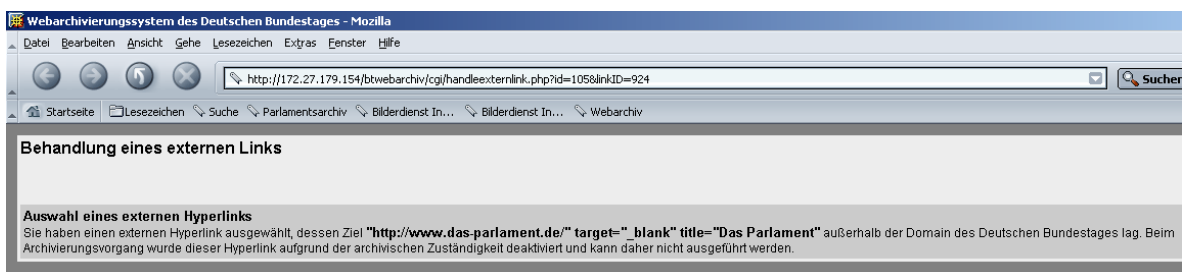 Webarchivierungssystem des Deutschen Bundestages - Mozilla
Datei Bearbeiten Ansicht Gehe Lesezeichen Extras Fenster Hilfe
http://172.27.179.154/btwebarchiv/cgi/handleexternlink.php?id=105&linkID=924 Suchen
Startseite Lesezeichen Suche Parlamentsarchiv Bilderdienst In... Bilderdienst In... Webarchiv
Behandlung eines externen Links
Auswahl eines externen Hyperlinks
Sie haben einen externen Hyperlink ausgewählt, dessen Ziel "http://www.das-parlament.de/" target="_blank" title="Das Parlament" außerhalb der Domain des Deutschen Bundestages lag. Beim
Archivierungsvorgang wurde dieser Hyperlink aufgrund der archivischen Zuständigkeit deaktiviert und kann daher nicht ausgeführt werden.